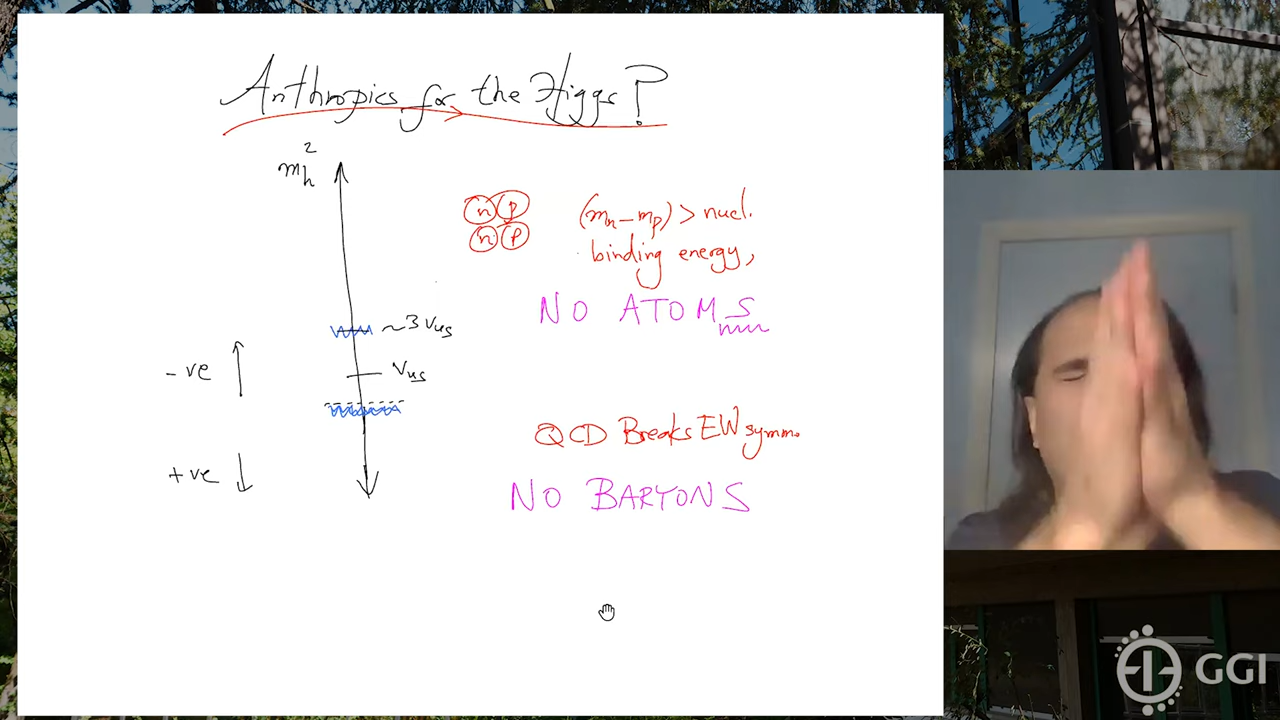 Anthropics for the Higgs?
m_h^2
n p
n p
(m_n - m_p) > nucl.
binding energy,
NO ATOMS
~3 v_us
- ve
v_us
QCD Breaks EW symm.
+ ve
NO BARYONS
GGI